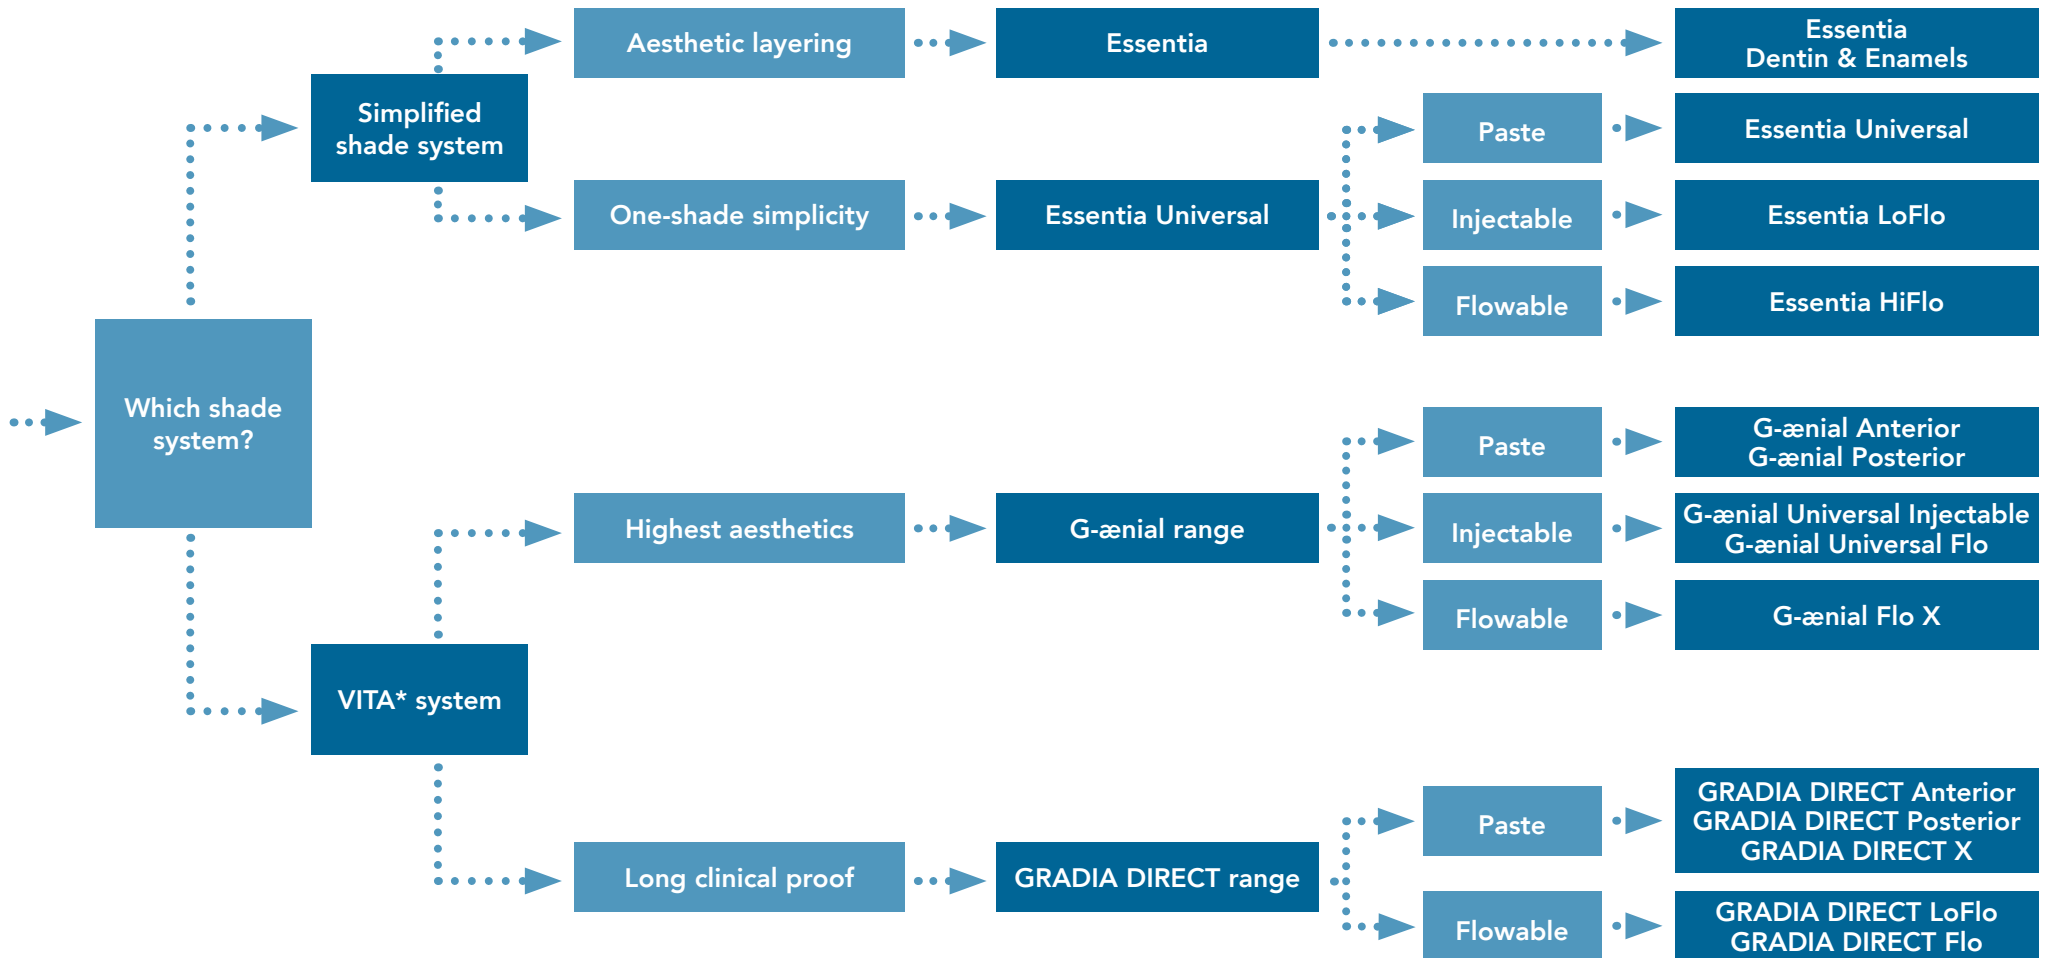 Aesthetic layering
Essentia
Essentia
Dentin & Enamels
Simplified
shade system
Paste
Essentia Universal
One-shade simplicity
Essentia Universal
Injectable
Essentia LoFlo
Flowable
Essentia HiFlo
Which shade
system?
Paste
G-ænial Anterior
G-ænial Posterior
Highest aesthetics
G-ænial range
Injectable
G-ænial Universal Injectable
G-ænial Universal Flo
Flowable
G-ænial Flo X
VITA* system
Paste
GRADIA DIRECT Anterior
GRADIA DIRECT Posterior
GRADIA DIRECT X
Long clinical proof
GRADIA DIRECT range
Flowable
GRADIA DIRECT LoFlo
GRADIA DIRECT Flo